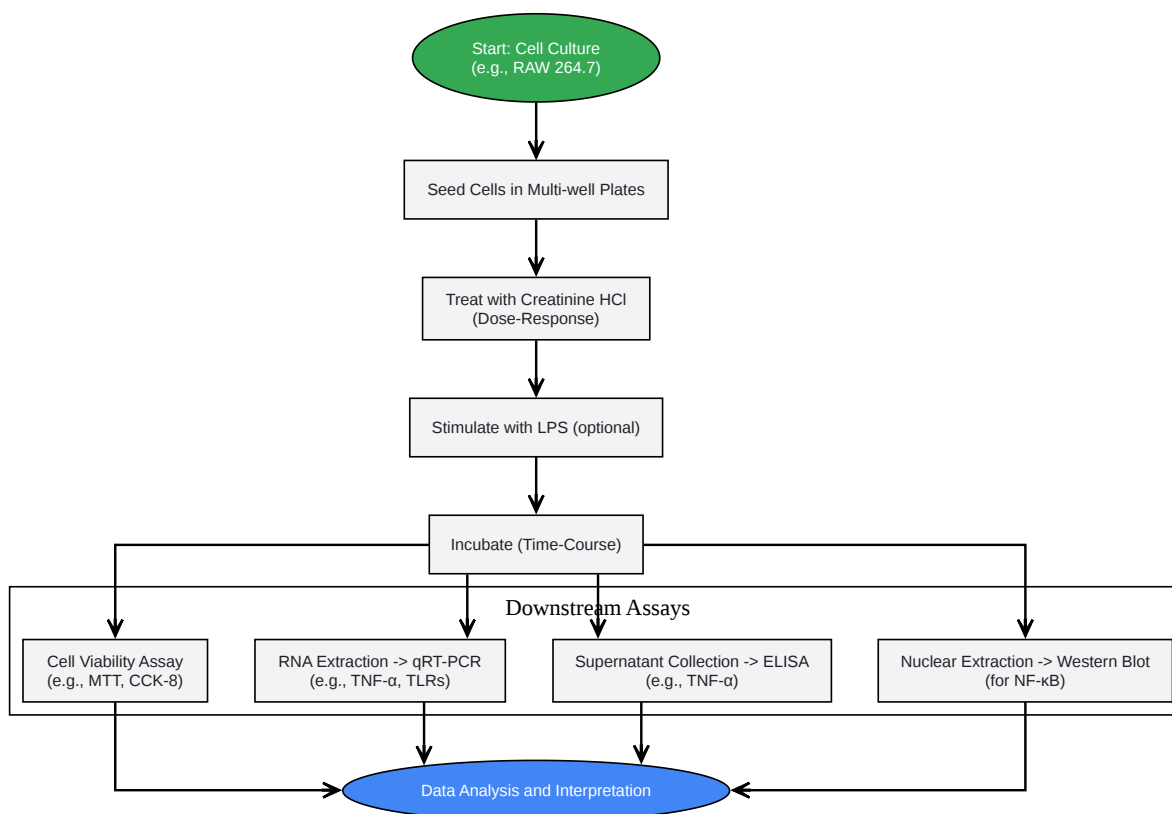 Start: Cell Culture
(e.g., RAW 264.7)
Seed Cells in Multi-well Plates
Treat with Creatinine HCl
(Dose-Response)
Stimulate with LPS (optional)
Incubate (Time-Course)
Downstream Assays
Cell Viability Assay
(e.g., MTT, CCK-8)
RNA Extraction -> qRT-PCR
(e.g., TNF-α, TLRs)
Supernatant Collection -> ELISA
(e.g., TNF-α)
Nuclear Extraction -> Western Blot
(for NF-κB)
Data Analysis and Interpretation